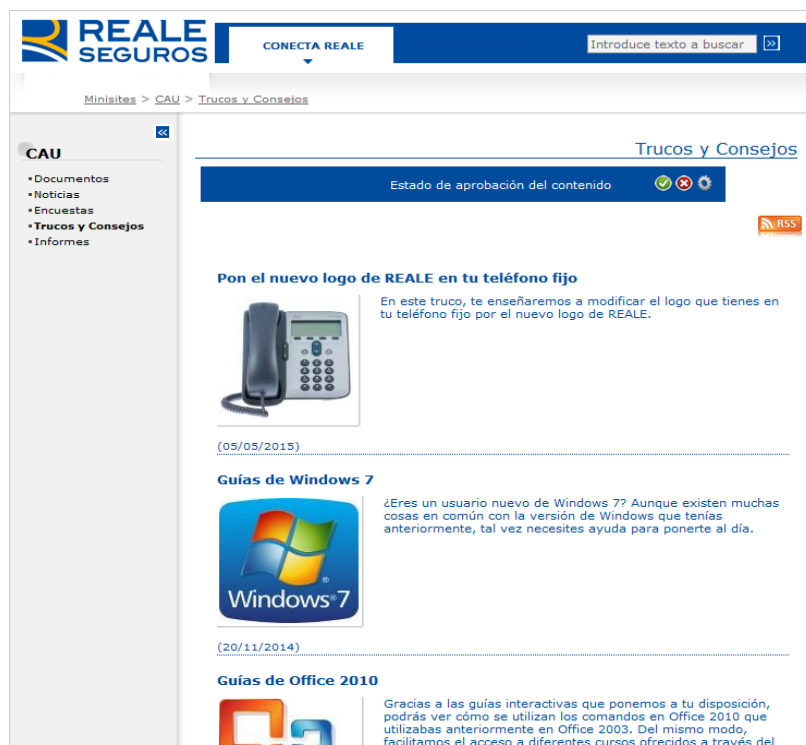 REALE
SEGUROS
CONECTA REALE
Introduce texto a buscar
Minisites > CAU > Trucos y Consejos
CAU
Documentos
Noticias
Encuestas
Trucos y Consejos
Informes
Trucos y Consejos
Estado de aprobación del contenido
RSS
Pon el nuevo logo de REALE en tu teléfono fijo
En este truco, te enseñaremos a modificar el logo que tienes en
tu teléfono fijo por el nuevo logo de REALE.
(05/05/2015)
Guías de Windows 7
¿Eres un usuario nuevo de Windows 7? Aunque existen muchas
cosas en común con la versión de Windows que tenías
anteriormente, tal vez necesites ayuda para ponerte al día.
Windows®7
(20/11/2014)
Guías de Office 2010
Gracias a las guías interactivas que ponemos a tu disposición,
podrás ver cómo se utilizan los comandos en Office 2010 que
utilizabas anteriormente en Office 2003. Del mismo modo,
facilitamos el acceso a diferentes cursos ofrecidos a través del